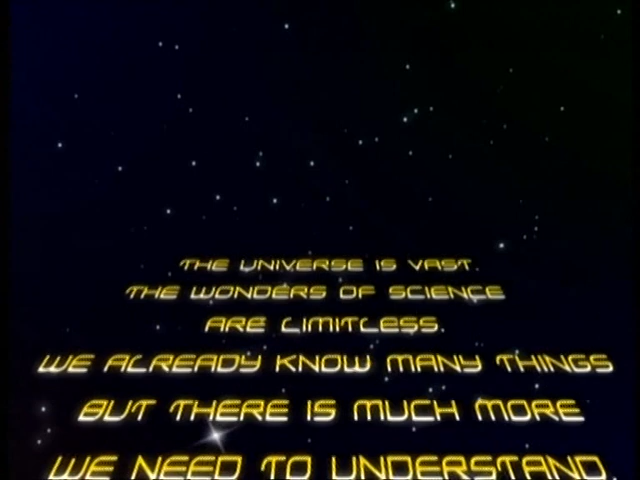 THE UNIVERSE IS VAST.
THE WONDERS OF SCIENCE
ARE LIMITLESS.
WE ALREADY KNOW MANY THINGS
BUT THERE IS MUCH MORE
WE NEED TO UNDERSTAND.